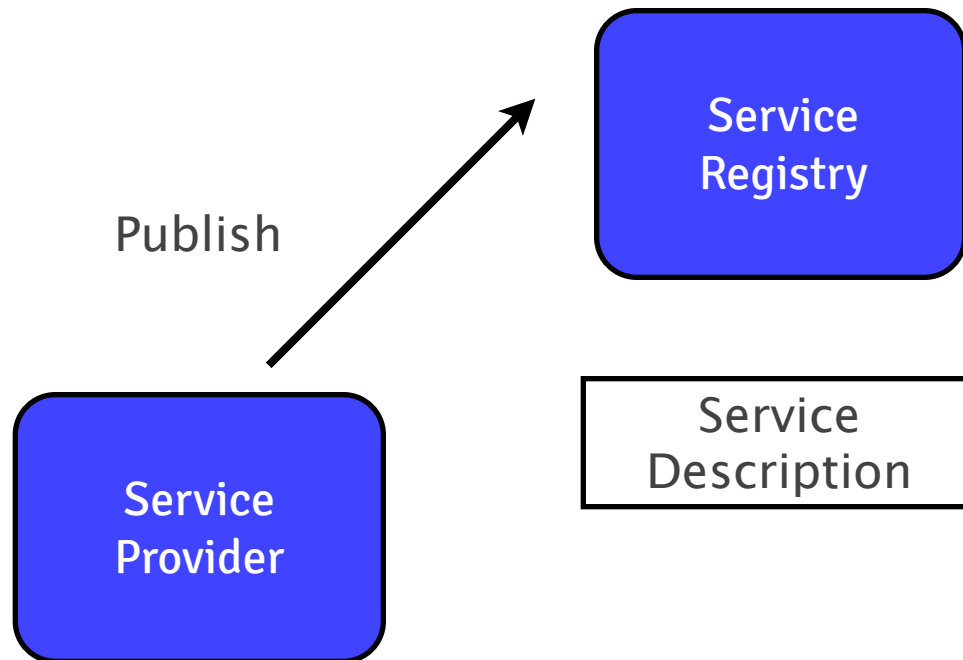 Service
Registry
Publish
Service
Description
Service
Provider